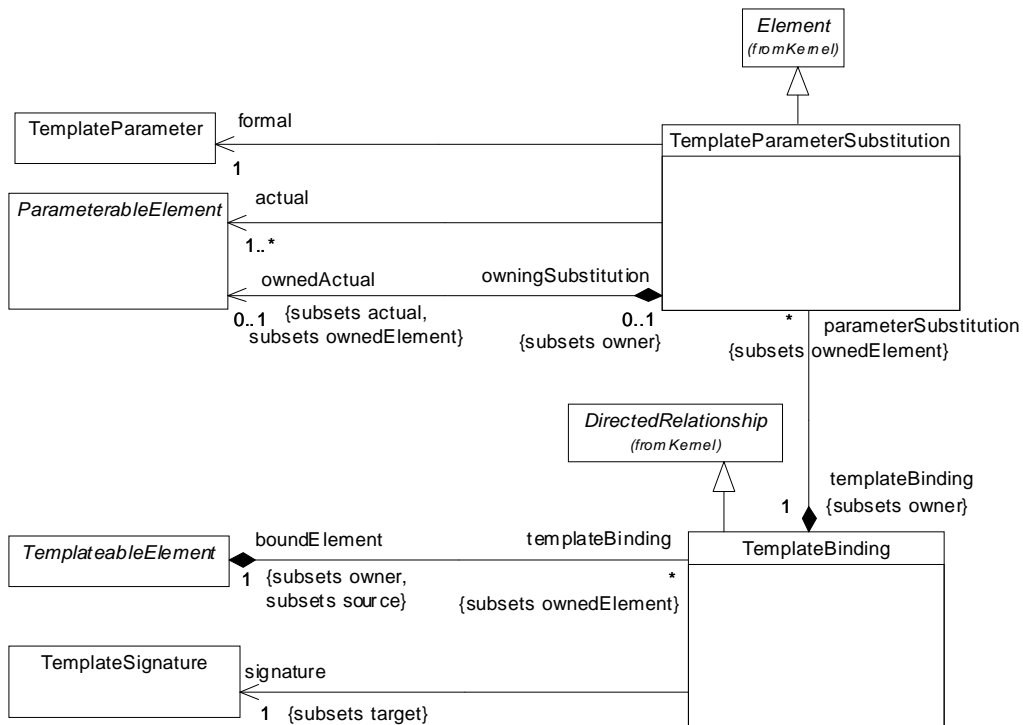 Element
(fromKernel)
formal
TemplateParameter
TemplateParameterSubstitution
1
ParameterableElement
actual
1..*
ownedActual
owningSubstitution
0..1
{subsets actual,
subsets ownedElement}
0..1
{subsets owner}
*
parameterSubstitution
{subsets ownedElement}
DirectedRelationship
(fromKernel)
templateBinding
1
{subsets owner}
TemplateableElement
boundElement
templateBinding
TemplateBinding
1
{subsets owner,
subsets source}
*
{subsets ownedElement}
TemplateSignature
signature
1
{subsets target}